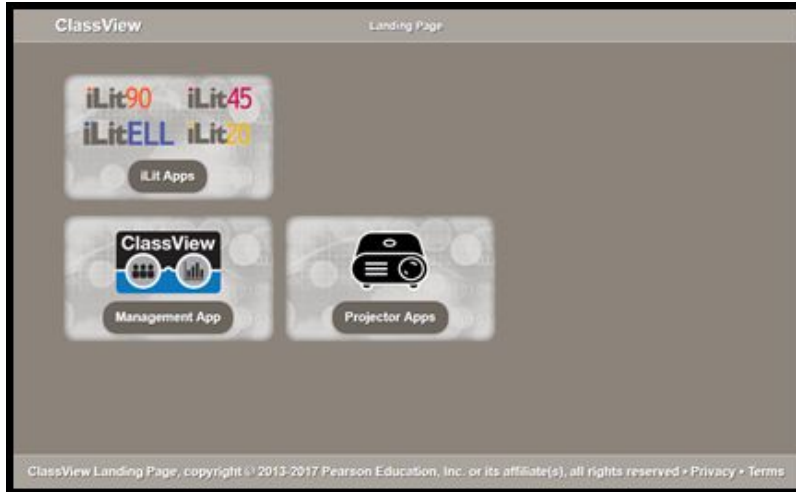 ClassView
Landing Page
iLit90 iLit45
iLitELL iLit20
iLit Apps
ClassView
Management App
Projector Apps
ClassView Landing Page, copyright © 2013-2017 Pearson Education, Inc. or its affiliate(s), all rights reserved • Privacy • Terms